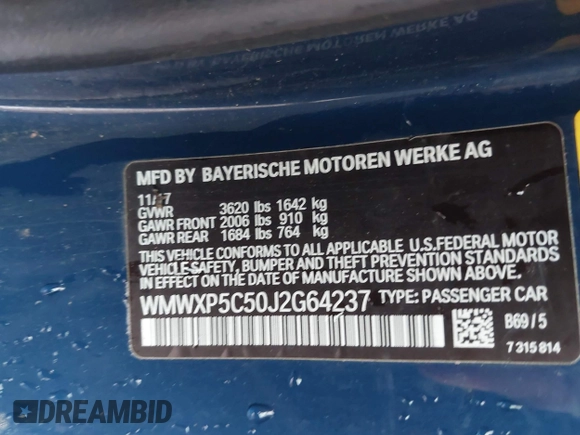 MFD BY BAYERISCHE MOTOREN WERKE AG
GVWR 3620 lbs 1642 kg
GAWR FRONT 2006 lbs 910 kg
GAWR REAR 1684 lbs 764 kg
THIS VEHICLE CONFORMS TO ALL APPLICABLE U.S.FEDERAL MOTOR
VEHICLE-SAFETY, BUMPER AND THEFT PREVENTION STANDARDS
IN EFFECT ON THE DATE OF MANUFACTURE SHOWN ABOVE.
WMWXP5C50J2G64237 TYPE: PASSENGER CAR
B69/5
7 315 814
DREAMBID